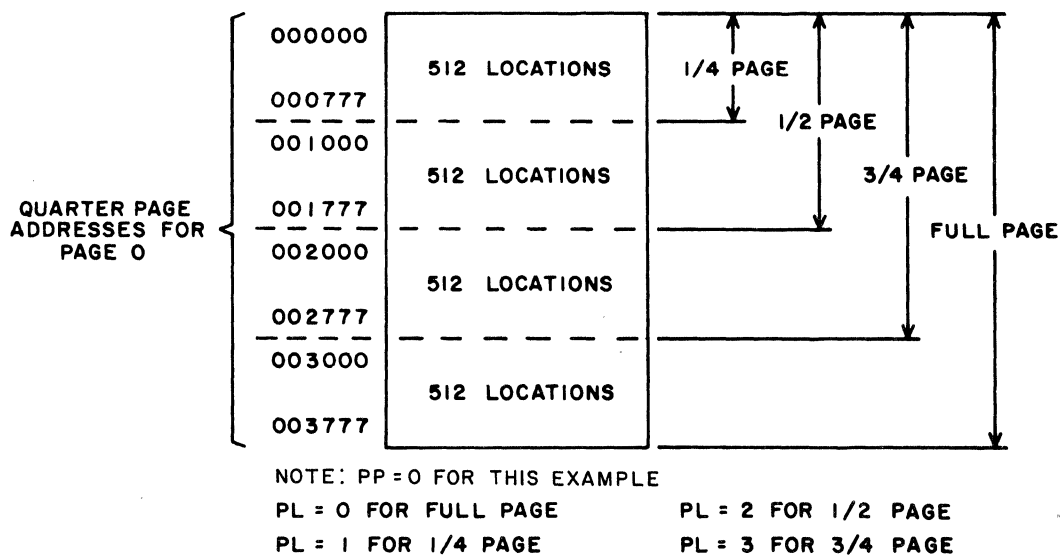 000000
512 LOCATIONS
1/4 PAGE
000777
1/2 PAGE
001000
512 LOCATIONS
3/4 PAGE
001777
QUARTER PAGE
ADDRESSES FOR
PAGE 0
FULL PAGE
002000
512 LOCATIONS
002777
003000
512 LOCATIONS
003777
NOTE: PP = 0 FOR THIS EXAMPLE
PL = 0 FOR FULL PAGE
PL = 2 FOR 1/2 PAGE
PL = 1 FOR 1/4 PAGE
PL = 3 FOR 3/4 PAGE